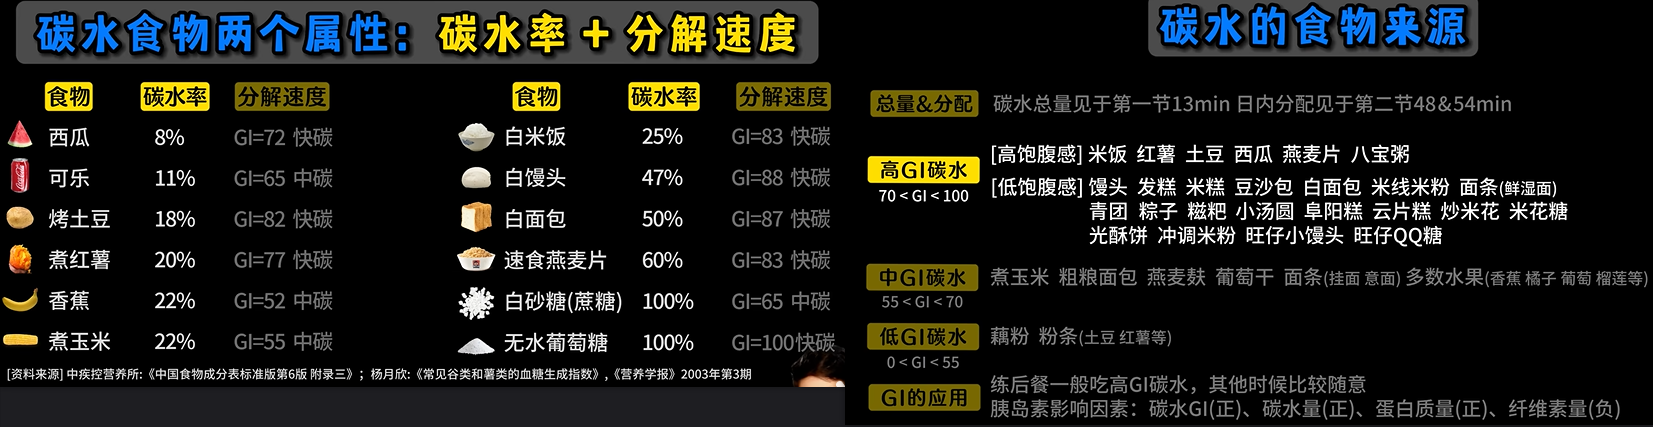 碳水食物两个属性：碳水率＋分解速度
食物 碳水率 分解速度
西瓜 8% GI=72 快碳
可乐 11% GI=65 中碳
烤土豆 18% GI=82 快碳
煮红薯 20% GI=77 快碳
香蕉 22% GI=52 中碳
煮玉米 22% GI=55 中碳
食物 碳水率 分解速度
白米饭 25% GI=83 快碳
白馒头 47% GI=88 快碳
白面包 50% GI=87 快碳
速食燕麦片 60% GI=83 快碳
白砂糖(蔗糖) 100% GI=65 中碳
无水葡萄糖 100% GI=100快碳
[资料来源] 中疾控营养所:《中国食物成分表标准版第6版 附录三》；杨月欣:《常见谷类和薯类的血糖生成指数》,《营养学报》2003年第3期
碳水的食物来源
总量&分配 碳水总量见于第一节13min 日内分配见于第二节48&54min
高GI碳水 [高饱腹感] 米饭 红薯 土豆 西瓜 燕麦片 八宝粥
70 < GI < 100 [低饱腹感] 馒头 发糕 米糕 豆沙包 白面包 米线米粉 面条(鲜湿面)
青团 粽子 糍粑 小汤圆 阜阳糕 云片糕 炒米花 米花糖
光酥饼 冲调米粉 旺仔小馒头 旺仔QQ糖
中GI碳水 煮玉米 粗粮面包 燕麦麸 葡萄干 面条(挂面 意面) 多数水果(香蕉 橘子 葡萄 榴莲等)
55 < GI < 70
低GI碳水 藕粉 粉条(土豆 红薯等)
0 < GI < 55
GI的应用 练后餐一般吃高GI碳水，其他时候比较随意
胰岛素影响因素：碳水GI(正)、碳水量(正)、蛋白质量(正)、纤维素量(负)